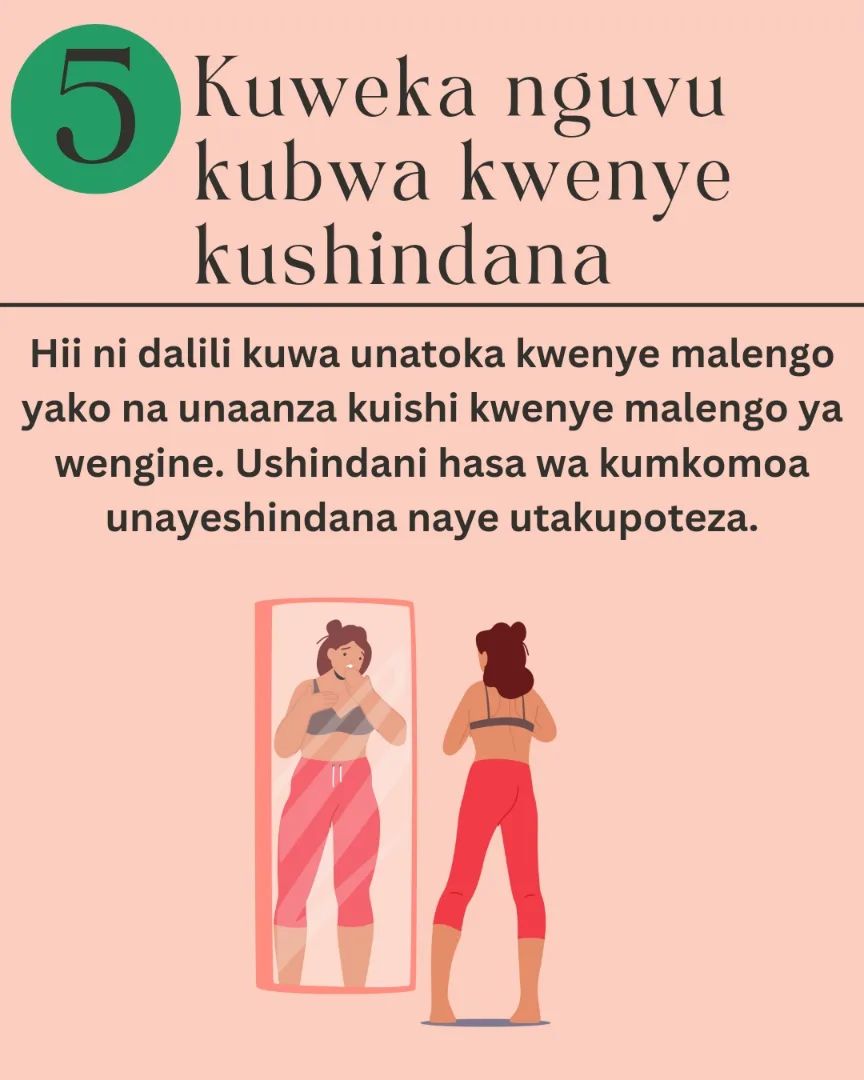 5
Kuweka nguvu
kubwa kwenye
kushindana
Hii ni dalili kuwa unatoka kwenye malengo
yako na unaanza kuishi kwenye malengo ya
wengine. Ushindani hasa wa kumkomoa
unayeshindana naye utakupoteza.